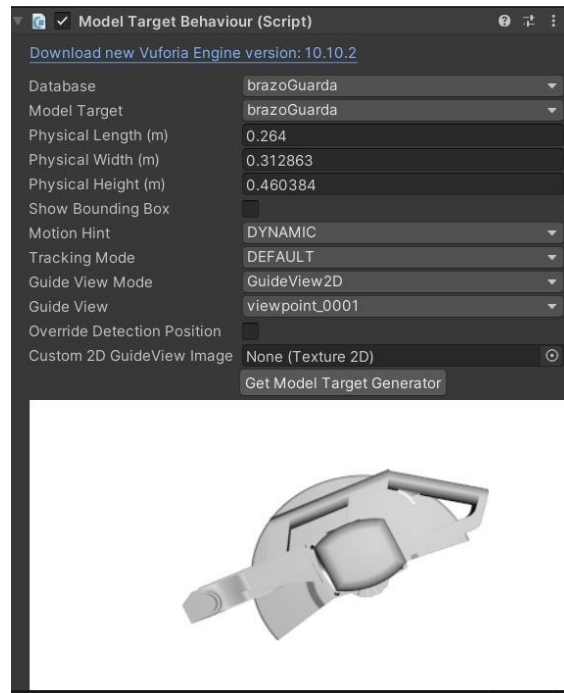 Model Target Behaviour (Script)
Download new Vuforia Engine version: 10.10.2
Database brazoGuarda
Model Target brazoGuarda
Physical Length (m) 0.264
Physical Width (m) 0.312863
Physical Height (m) 0.460384
Show Bounding Box
Motion Hint DYNAMIC
Tracking Mode DEFAULT
Guide View Mode GuideView2D
Guide View viewpoint_0001
Override Detection Position
Custom 2D GuideView Image None (Texture 2D)
Get Model Target Generator